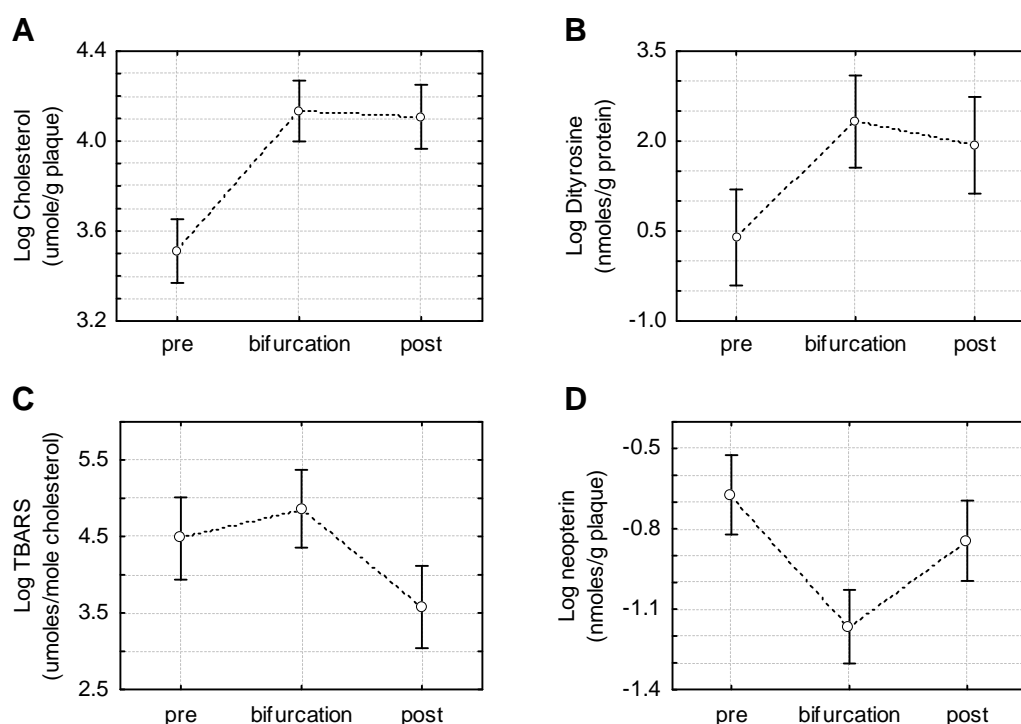 A
Log Cholesterol
(umole/g plaque)
4.4
4.0
3.6
3.2
pre bifurcation post
B
Log Dityrosine
(nmoles/g protein)
3.5
2.0
0.5
-1.0
pre bifurcation post
C
Log TBARS
(umoles/mole cholesterol)
5.5
4.5
3.5
2.5
pre bifurcation post
D
Log neopterin
(nmoles/g plaque)
-0.5
-0.8
-1.1
-1.4
pre bifurcation post